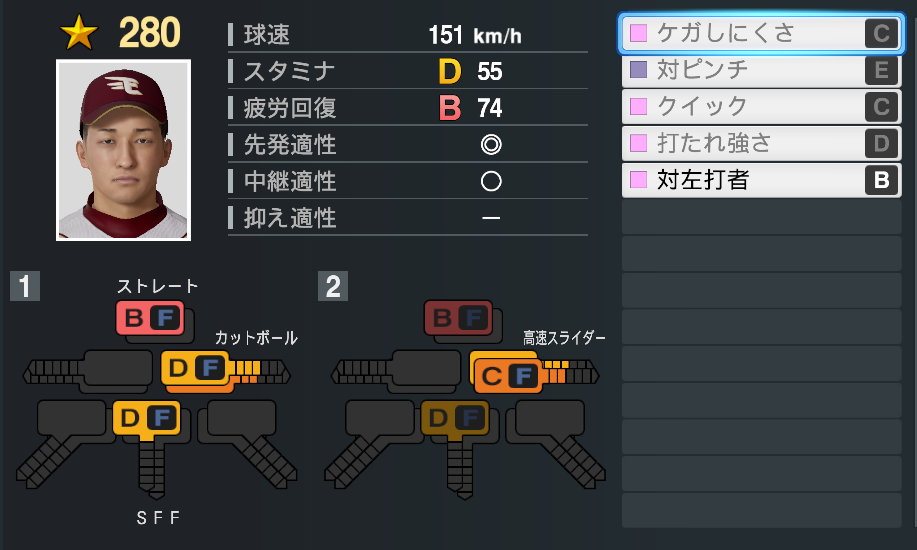 ★ 280
球速 151 km/h
スタミナ D 55
疲労回復 B 74
先発適性 ◎
中継適性 ○
抑え適性 －
ケガしにくさ C
対ピンチ E
クイック C
打たれ強さ D
対左打者 B
1
ストレート
B F
カットボール
D F
D F
SFF
2
B F
高速スライダー
C F
D F